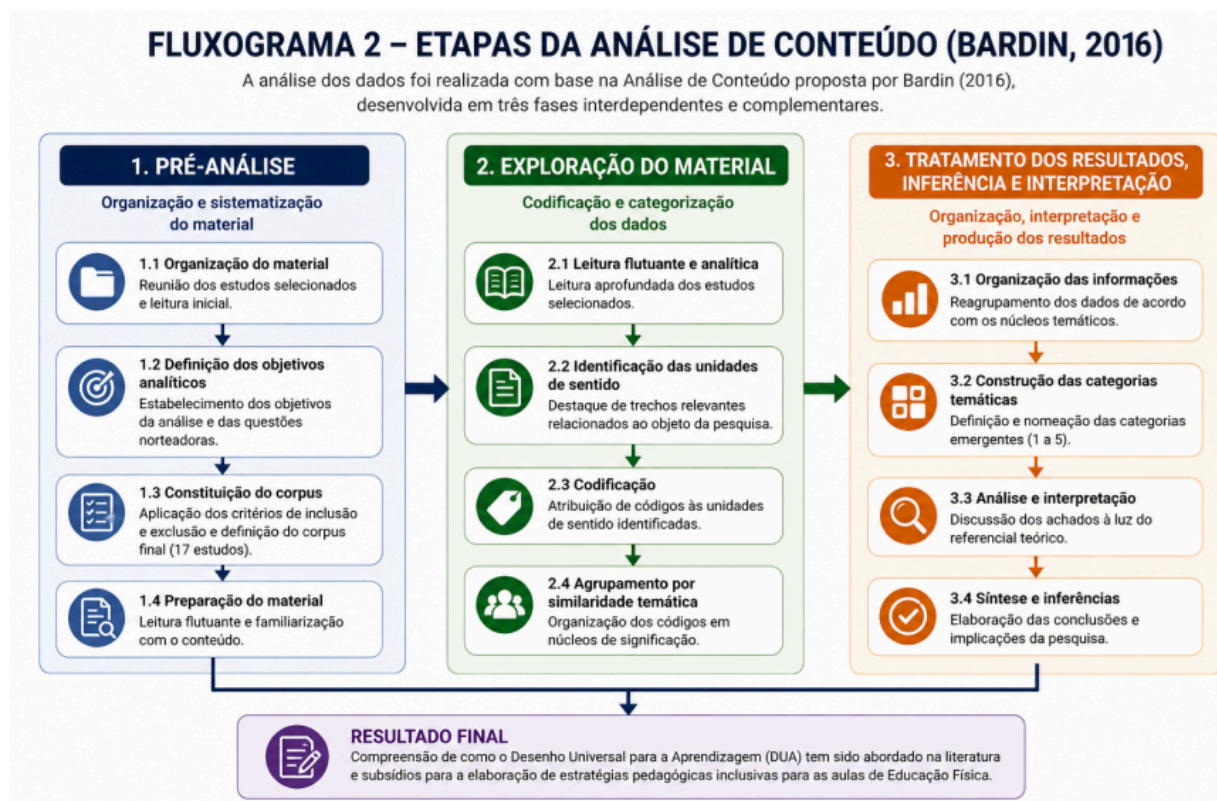 FLUXOGRAMA 2 – ETAPAS DA ANÁLISE DE CONTEÚDO (BARDIN, 2016)
A análise dos dados foi realizada com base na Análise de Conteúdo proposta por Bardin (2016),
desenvolvida em três fases interdependentes e complementares.
1. PRÉ-ANÁLISE
Organização e sistematização
do material
1.1 Organização do material
Reunião dos estudos selecionados
e leitura inicial.
1.2 Definição dos objetivos
analíticos
Estabelecimento dos objetivos
da análise e das questões
norteadoras.
1.3 Constituição do corpus
Aplicação dos critérios de inclusão
e exclusão e definição do corpus
final (17 estudos).
1.4 Preparação do material
Leitura flutuante e familiarização
com o conteúdo.
2. EXPLORAÇÃO DO MATERIAL
Codificação e categorização
dos dados
2.1 Leitura flutuante e analítica
Leitura aprofundada dos estudos
selecionados.
2.2 Identificação das unidades
de sentido
Destaque de trechos relevantes
relacionados ao objeto da pesquisa.
2.3 Codificação
Atribuição de códigos às unidades
de sentido identificadas.
2.4 Agrupamento por
similaridade temática
Organização dos códigos em
núcleos de significação.
3. TRATAMENTO DOS RESULTADOS,
INFERÊNCIA E INTERPRETAÇÃO
Organização, interpretação e
produção dos resultados
3.1 Organização das informações
Reagrupamento dos dados de acordo
com os núcleos temáticos.
3.2 Construção das categorias
temáticas
Definição e nomeação das categorias
emergentes (1 a 5).
3.3 Análise e interpretação
Discussão dos achados à luz do
referencial teórico.
3.4 Síntese e inferências
Elaboração das conclusões e
implicações da pesquisa.
RESULTADO FINAL
Compreensão de como o Desenho Universal para a Aprendizagem (DUA) tem sido abordado na literatura
e subsídios para a elaboração de estratégias pedagógicas inclusivas para as aulas de Educação Física.